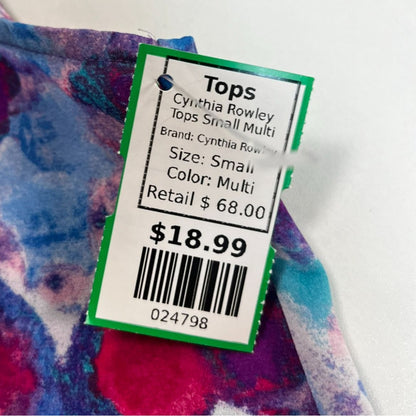 Tops
Cynthia Rowley
Tops Small Multi
Brand: Cynthia Rowley
Size: Small
Color: Multi
Retail $ 68.00
$18.99
024798